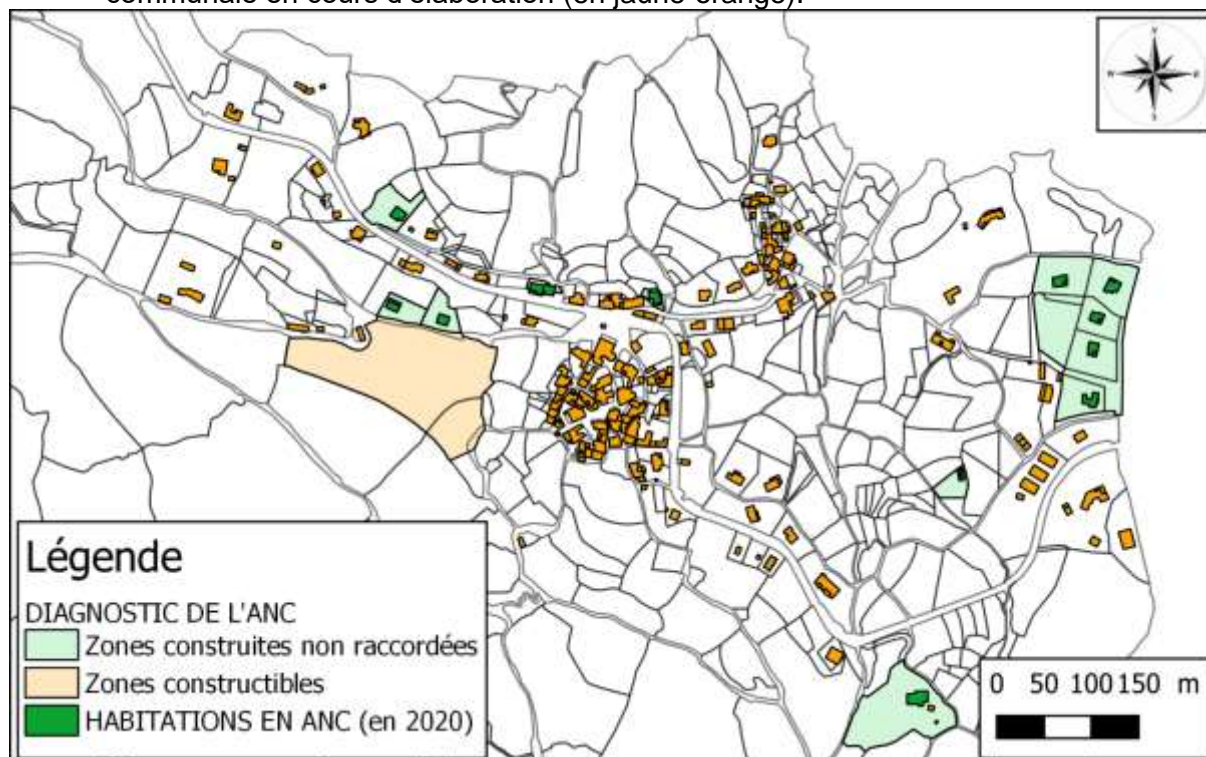 communale en cours d'élaboration (en jaune-orangé).
N
W
E
S
Légende
DIAGNOSTIC DE L'ANC
Zones construites non raccordées
Zones constructibles
HABITATIONS EN ANC (en 2020)
0 50 100 150 m